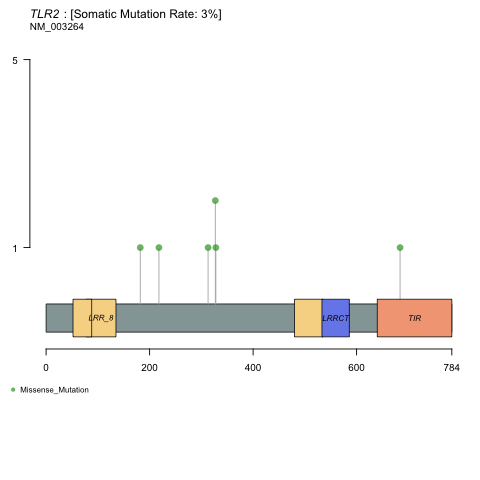 TLR2 : [Somatic Mutation Rate: 3%]
NM_003264
5
1
LRR_8
LRRCT
TIR
0 200 400 600 784
Missense_Mutation